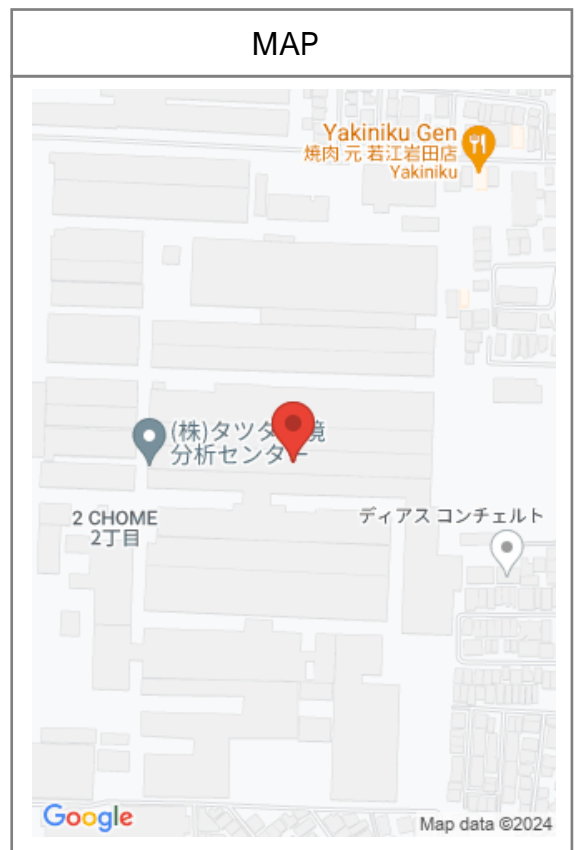 MAP
Yakiniku Gen
焼肉 元 若江岩田店
Yakiniku
(株)タツタ 境
分析センター
2 CHOME
2丁目
ディアス コンチェルト
Google
Map data ©2024